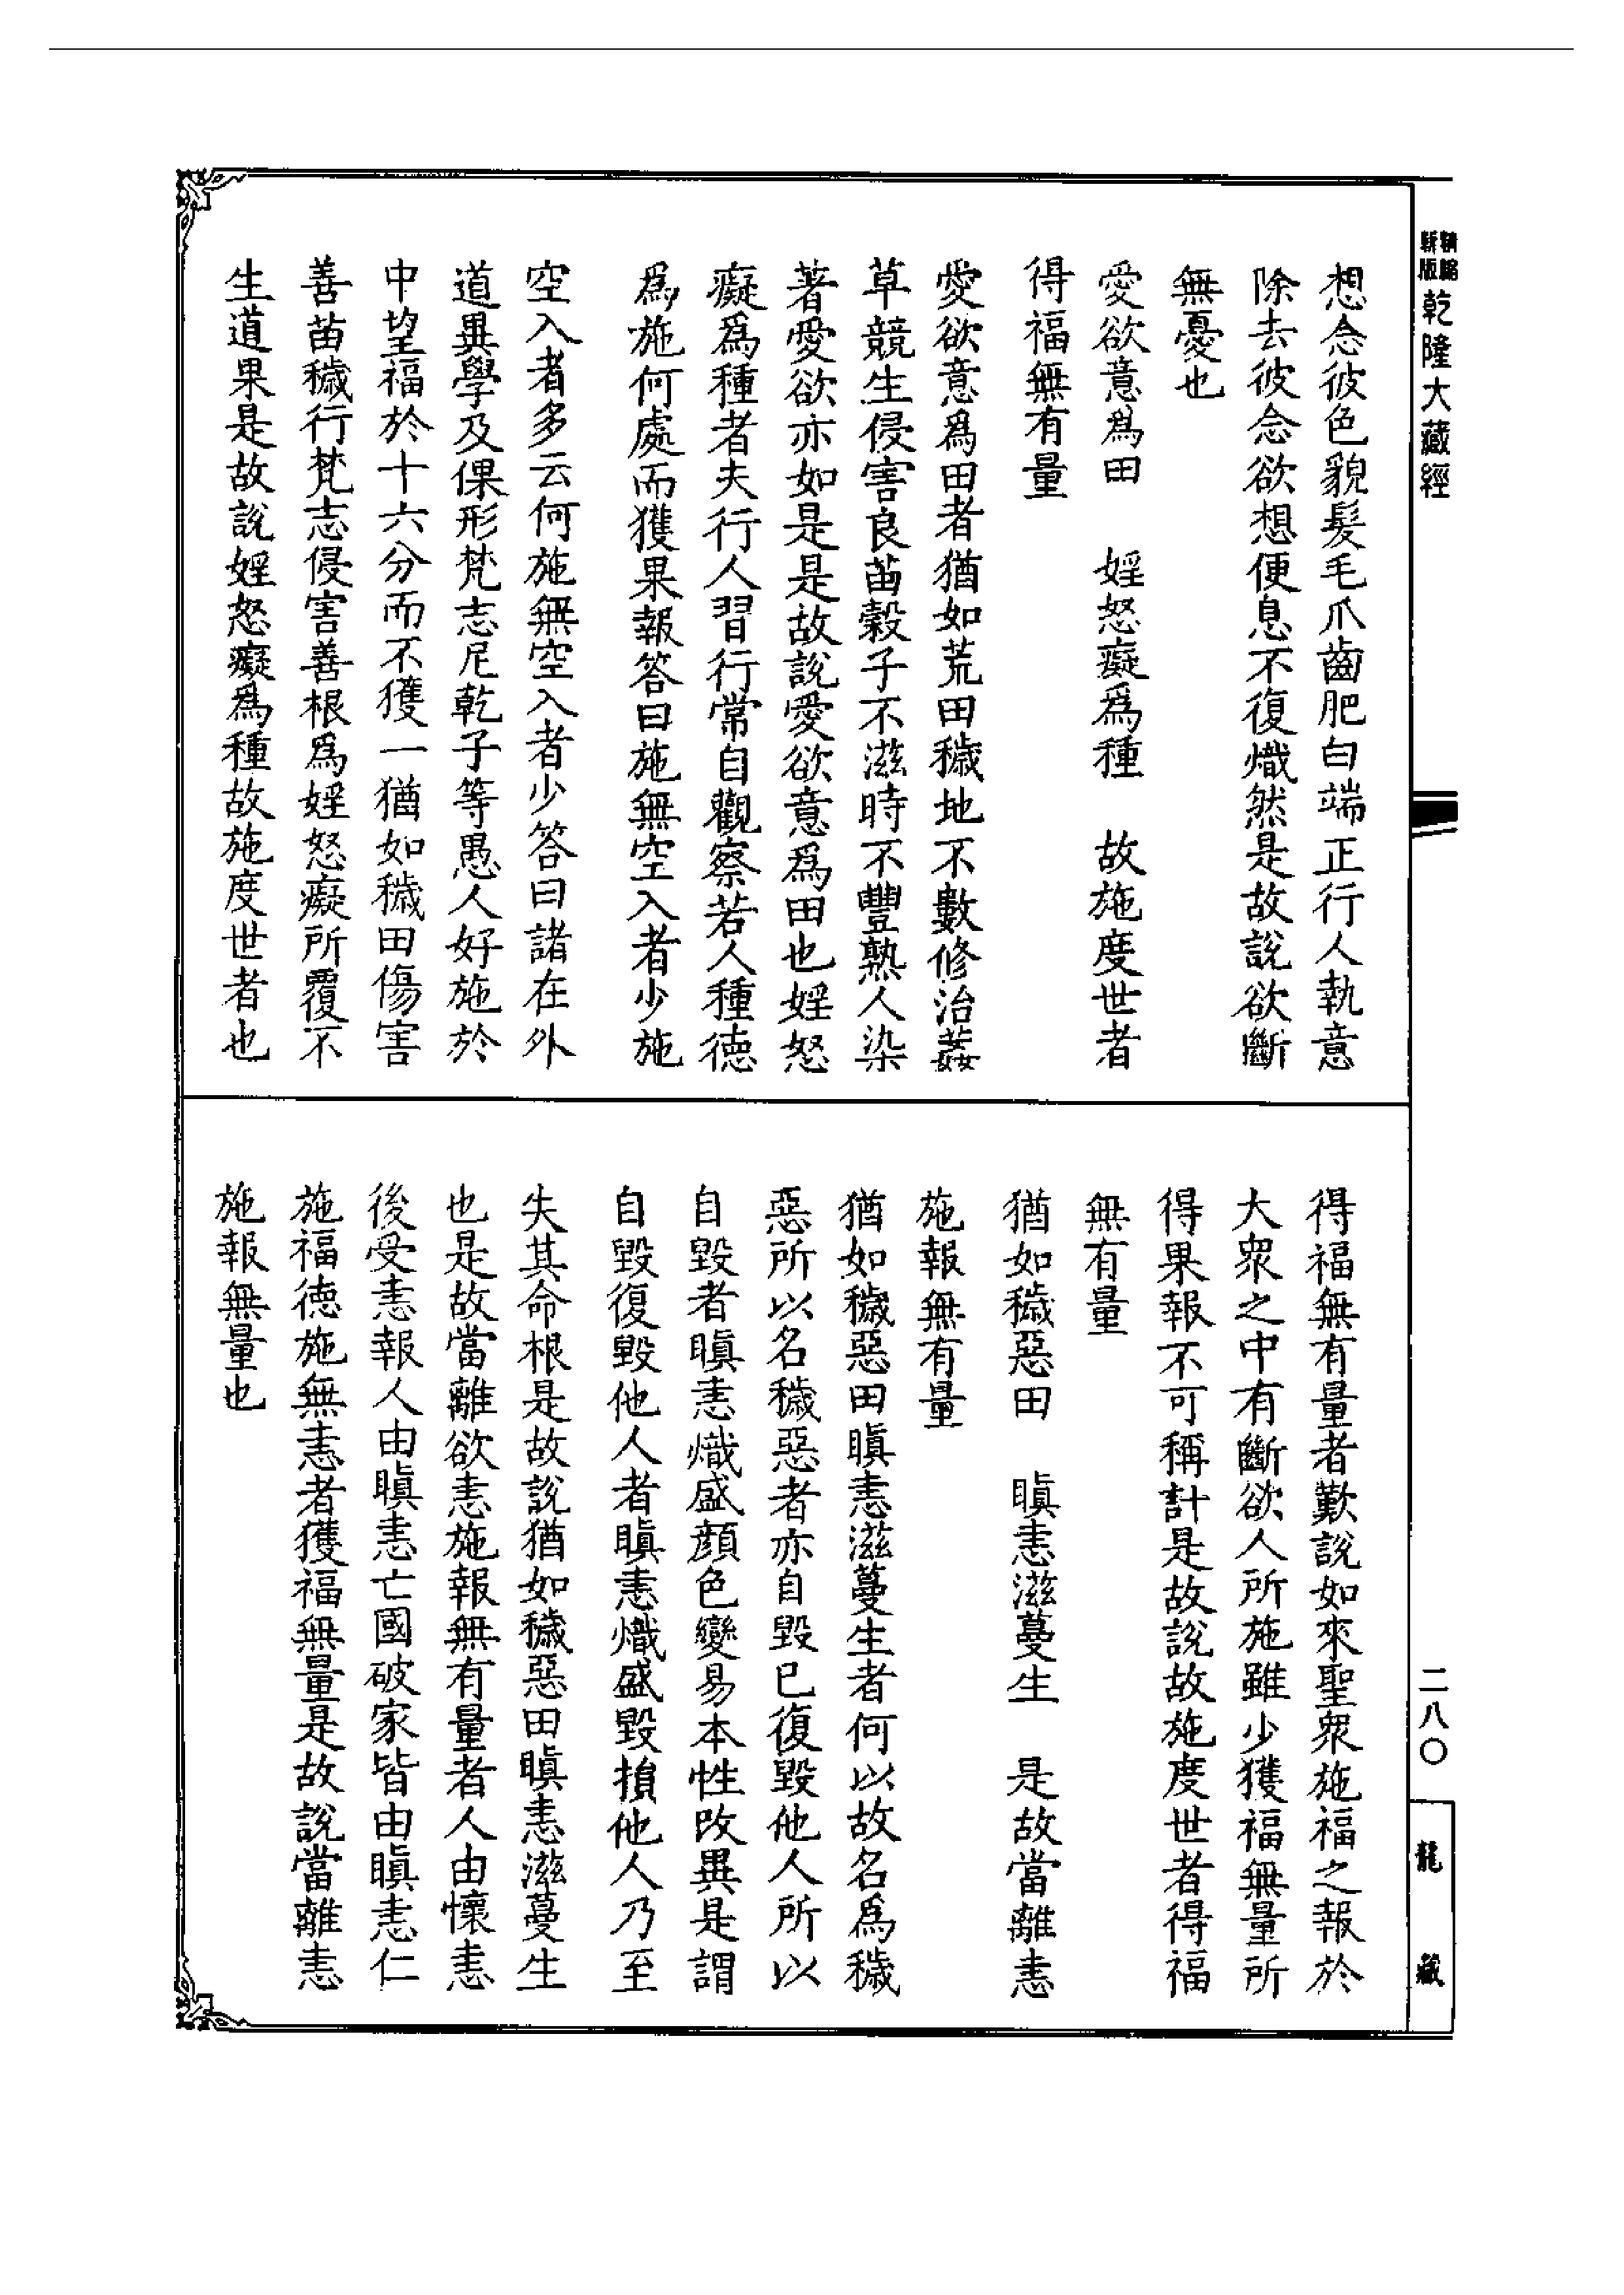 精縮
新版
乾隆大藏經
想念彼色貌髮毛爪齒肥白端正行人執意
除去彼念欲想便息不復熾然是故說欲斷
無憂也
愛欲意爲田　婬怒癡爲種　故施度世者
得福無有量
愛欲意爲田者猶如荒田穢地不數修治姦
草競生侵害良苗穀子不滋時不豐熟人染
著愛欲亦如是是故說愛欲意爲田也婬怒
癡爲種者夫行人習行常自觀察若人種德
爲施何處而獲果報答曰施無空入者少施
空入者多云何施無空入者少答曰諸在外
道異學及倮形梵志尼乾子等愚人好施於
中望福於十六分而不獲一猶如穢田傷害
善苗穢行梵志侵害善根爲婬怒癡所覆不
生道果是故說婬怒癡爲種故施度世者也
得福無有量者歎說如來聖眾施福之報於
大眾之中有斷欲人所施雖少獲福無量所
得果報不可稱計是故說故施度世者得福
無有量
猶如穢惡田　瞋恚滋蔓生　是故當離恚
施報無有量
猶如穢惡田瞋恚滋蔓生者何以故名爲穢
惡所以名穢惡者亦自毀已復毀他人所以
自毀者瞋恚熾盛顏色變易本性改異是謂
自毀復毀他人者瞋恚熾盛毀損他人乃至
失其命根是故說猶如穢惡田瞋恚滋蔓生
也是故當離欲恚施報無有量者人由懷恚
後受恚報人由瞋恚亡國破家皆由瞋恚仁
施福德施無恚者獲福無量是故說當離恚
施報無量也
二八〇
龍藏